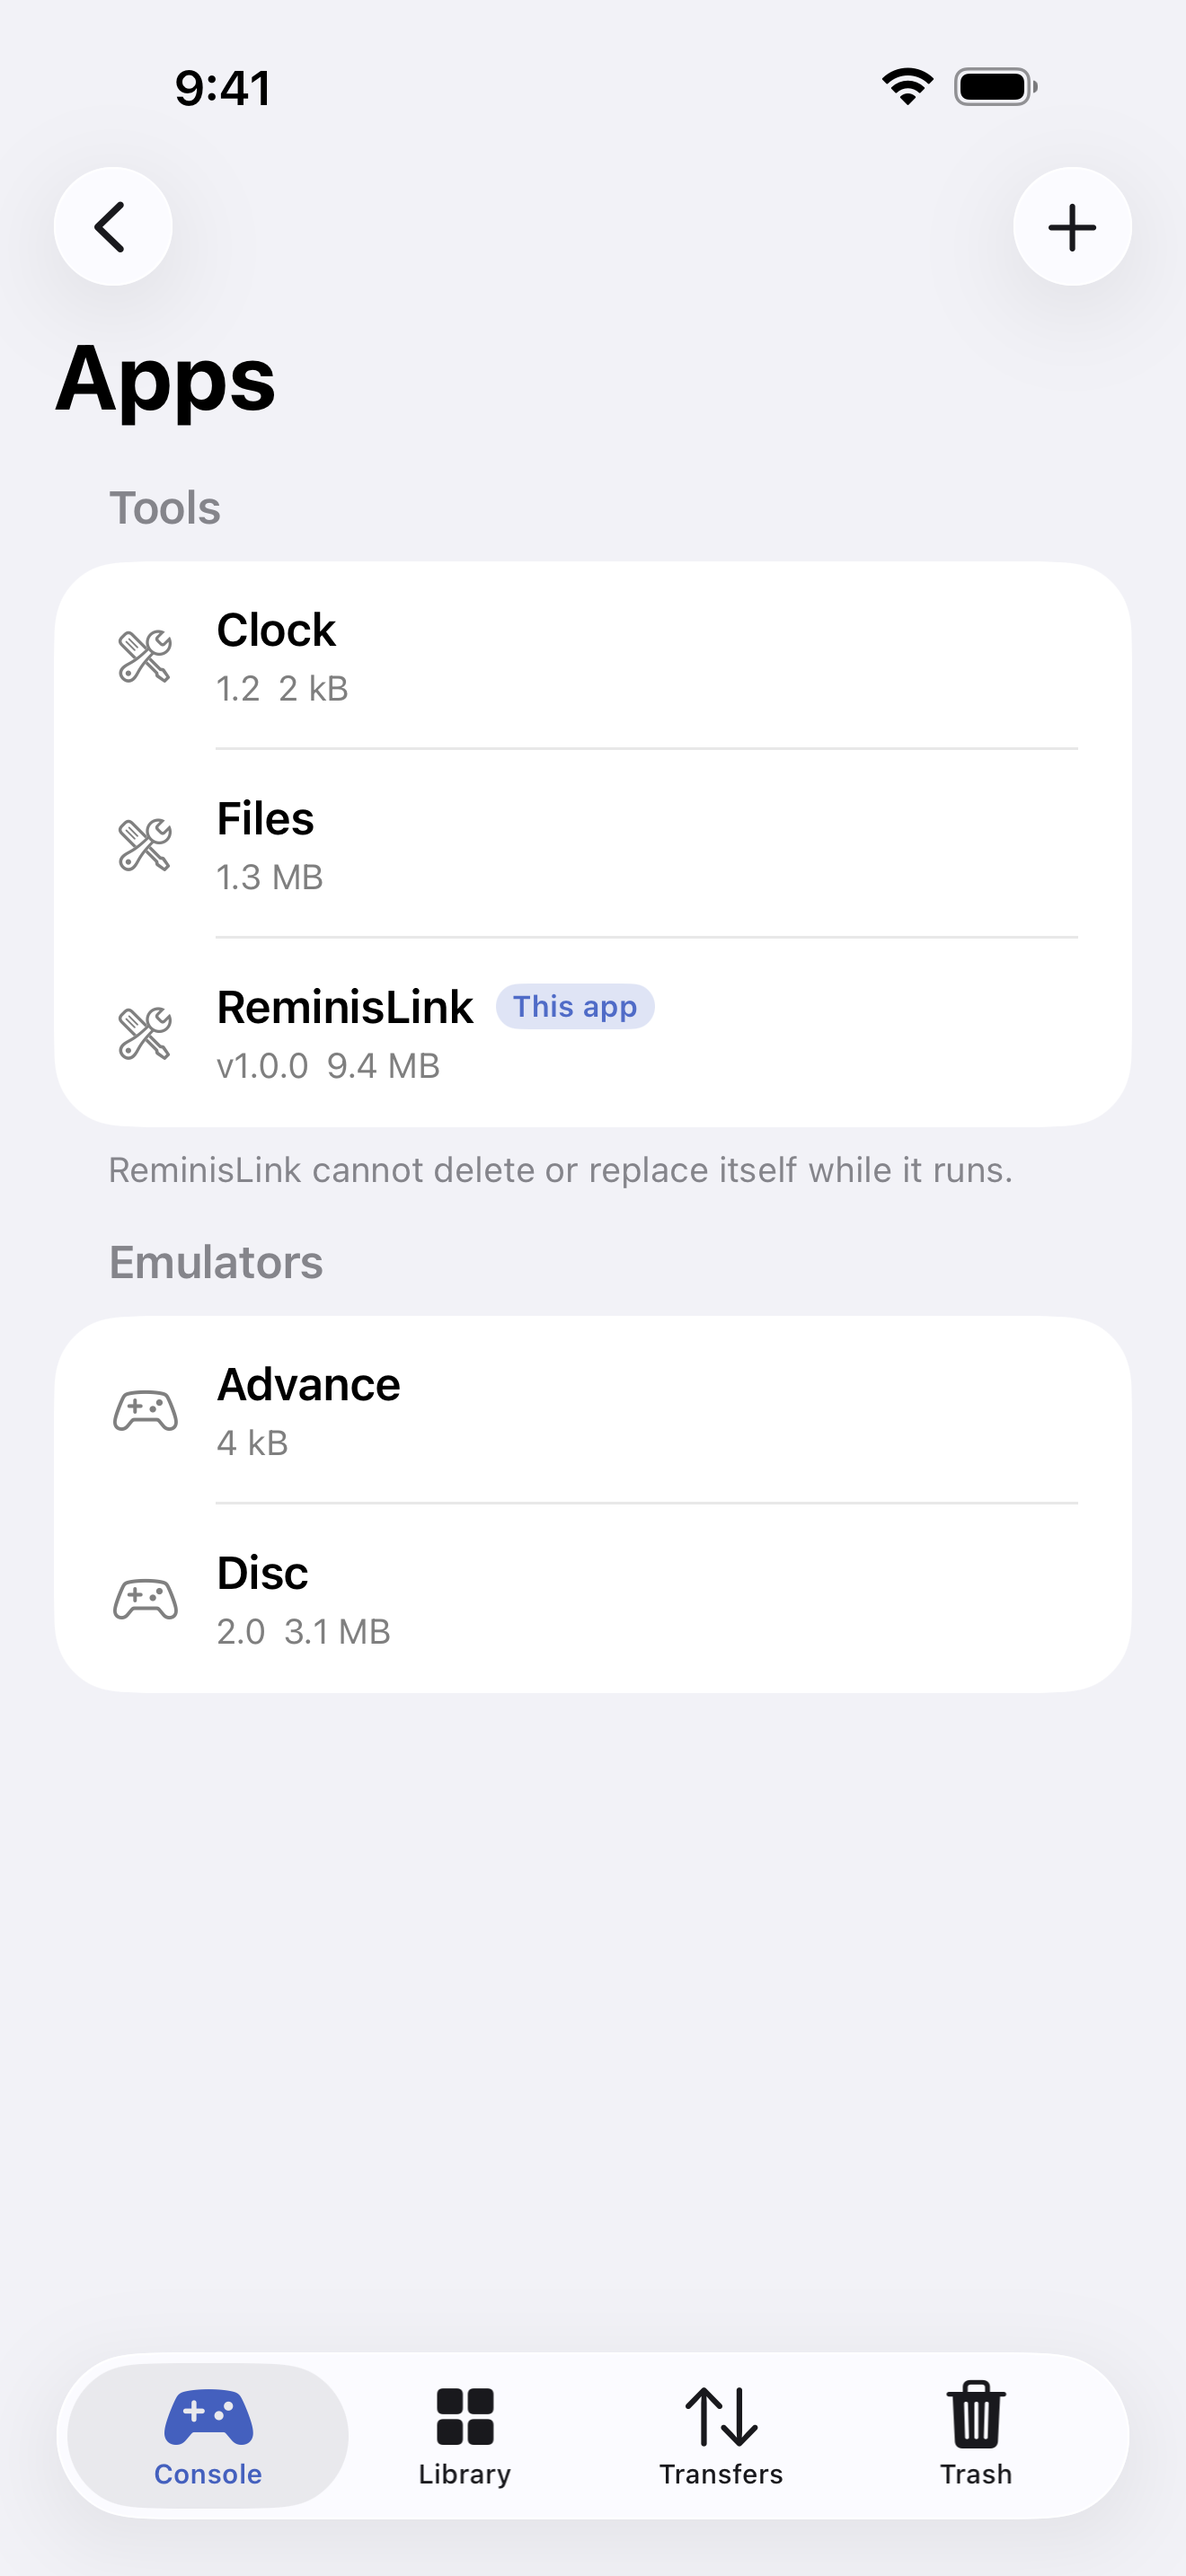 9:41
Apps
Tools
Clock
1.2  2 kB
Files
1.3 MB
ReminisLink This app
v1.0.0  9.4 MB
ReminisLink cannot delete or replace itself while it runs.
Emulators
Advance
4 kB
Disc
2.0  3.1 MB
Console Library Transfers Trash